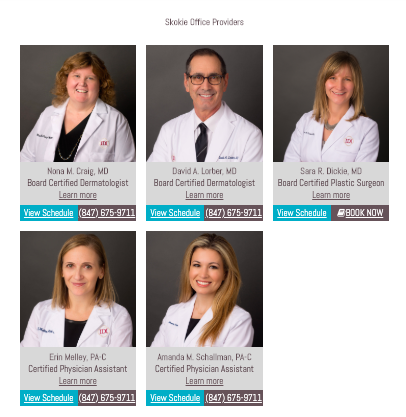 Skokie Office Providers
Nona M. Craig, MD
Board Certified Dermatologist
Learn more
View Schedule (847) 675-9711
David A. Lorber, MD
Board Certified Dermatologist
Learn more
View Schedule (847) 675-9711
Sara R. Dickie, MD
Board Certified Plastic Surgeon
Learn more
View Schedule BOOK NOW
Erin Melley, PA-C
Certified Physician Assistant
Learn more
View Schedule (847) 675-9711
Amanda M. Schallman, PA-C
Certified Physician Assistant
Learn more
View Schedule (847) 675-9711